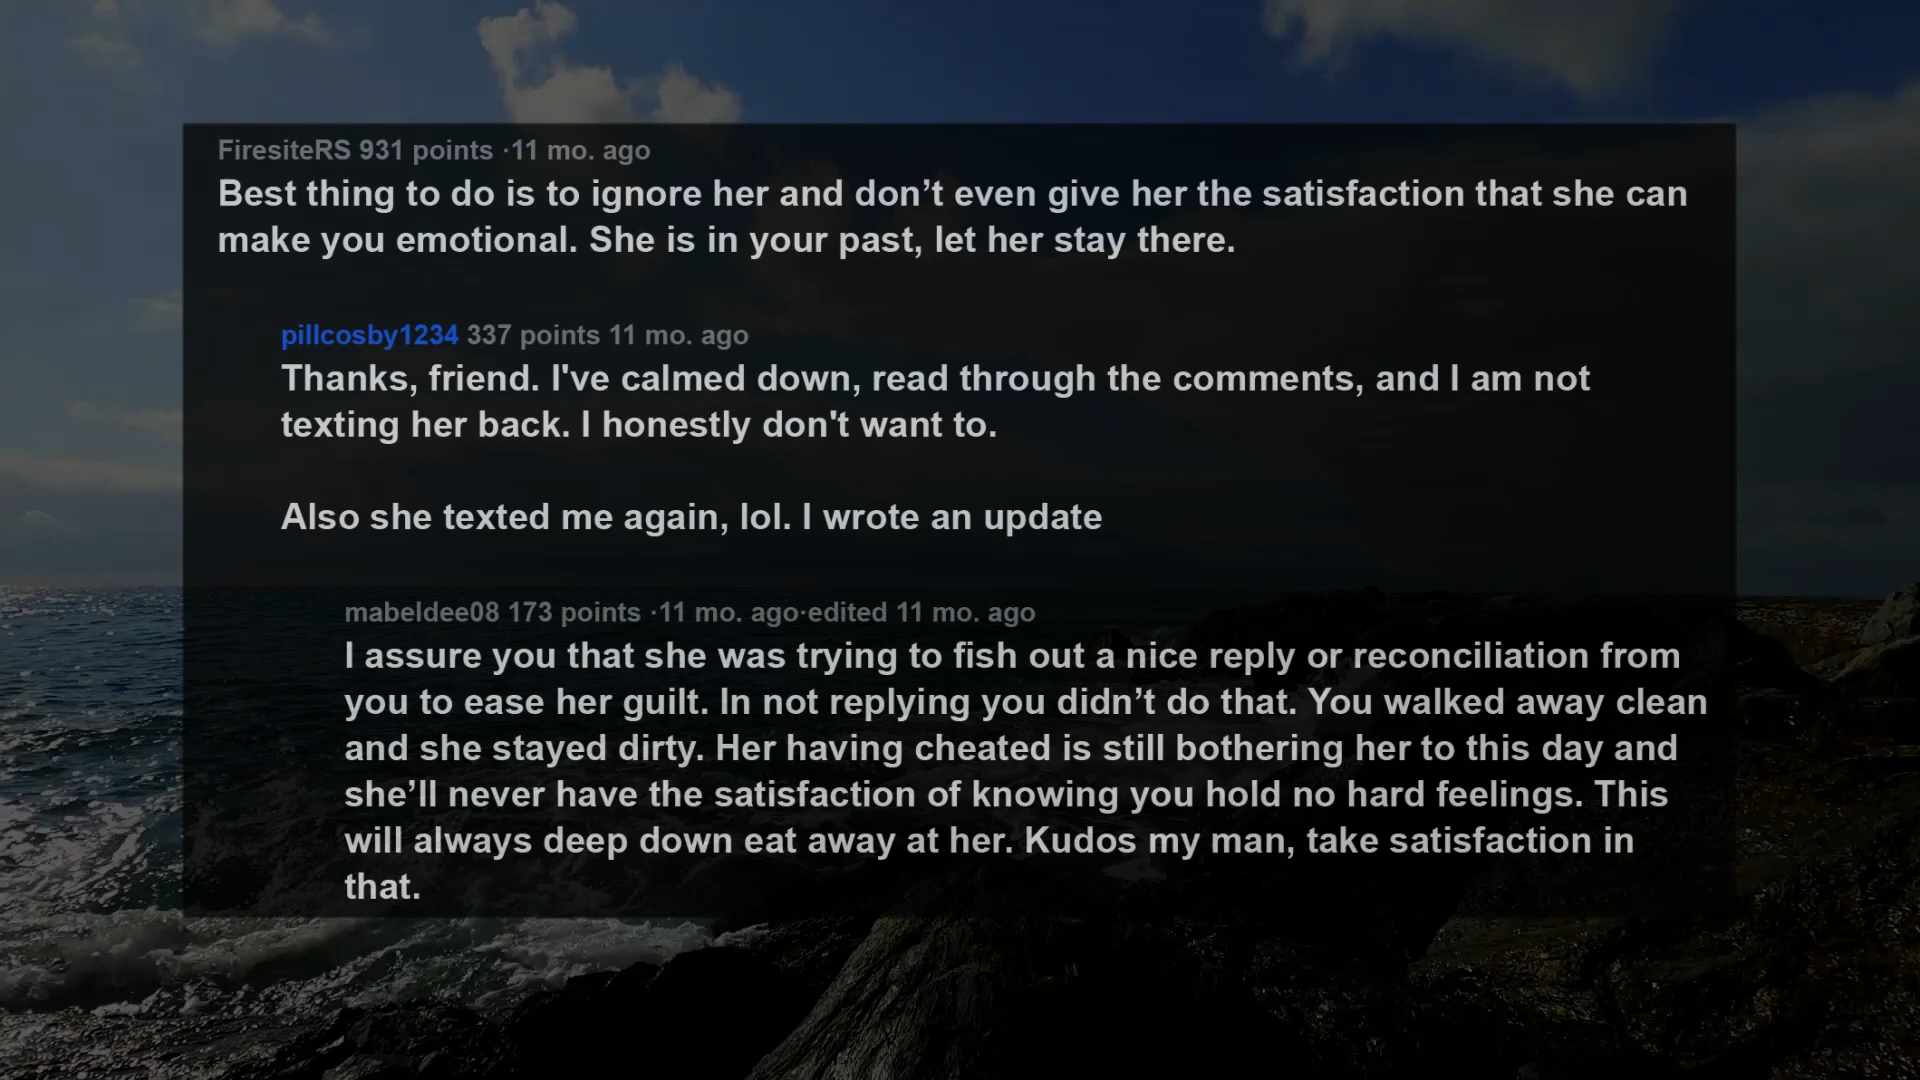 FiresiteRS 931 points ·11 mo. ago
Best thing to do is to ignore her and don’t even give her the satisfaction that she can
make you emotional. She is in your past, let her stay there.
pillcosby1234 337 points 11 mo. ago
Thanks, friend. I've calmed down, read through the comments, and I am not
texting her back. I honestly don't want to.
Also she texted me again, lol. I wrote an update
mabeldee08 173 points ·11 mo. ago·edited 11 mo. ago
I assure you that she was trying to fish out a nice reply or reconciliation from
you to ease her guilt. In not replying you didn’t do that. You walked away clean
and she stayed dirty. Her having cheated is still bothering her to this day and
she’ll never have the satisfaction of knowing you hold no hard feelings. This
will always deep down eat away at her. Kudos my man, take satisfaction in
that.